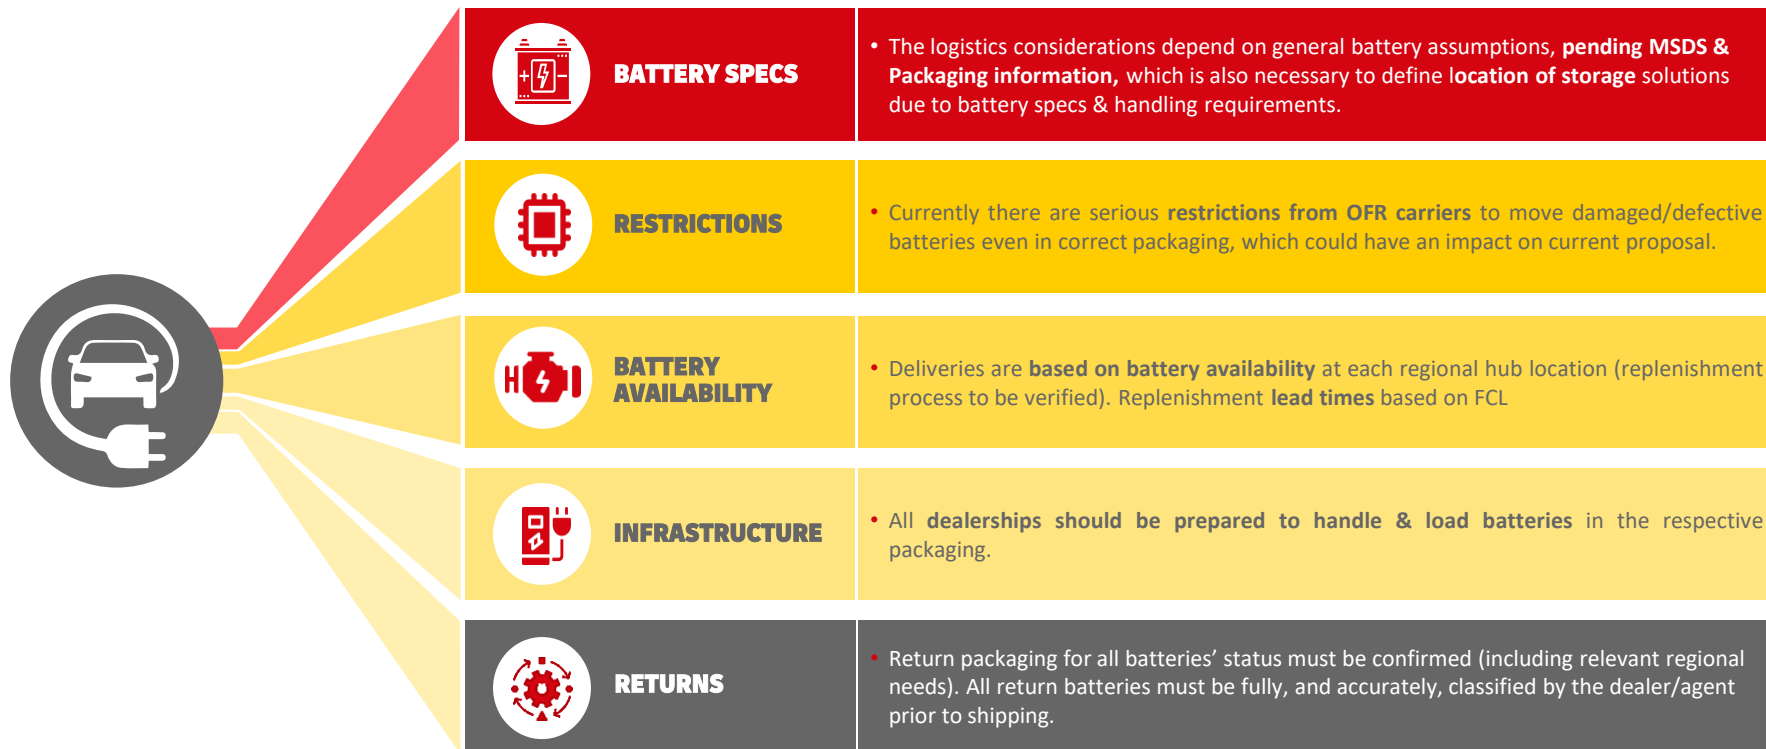 BATTERY SPECS
• The logistics considerations depend on general battery assumptions, pending MSDS &
Packaging information, which is also necessary to define location of storage solutions
due to battery specs & handling requirements.
RESTRICTIONS
• Currently there are serious restrictions from OFR carriers to move damaged/defective
batteries even in correct packaging, which could have an impact on current proposal.
BATTERY
AVAILABILITY
• Deliveries are based on battery availability at each regional hub location (replenishment
process to be verified). Replenishment lead times based on FCL
INFRASTRUCTURE
• All dealerships should be prepared to handle & load batteries in the respective
packaging.
RETURNS
• Return packaging for all batteries’ status must be confirmed (including relevant regional
needs). All return batteries must be fully, and accurately, classified by the dealer/agent
prior to shipping.